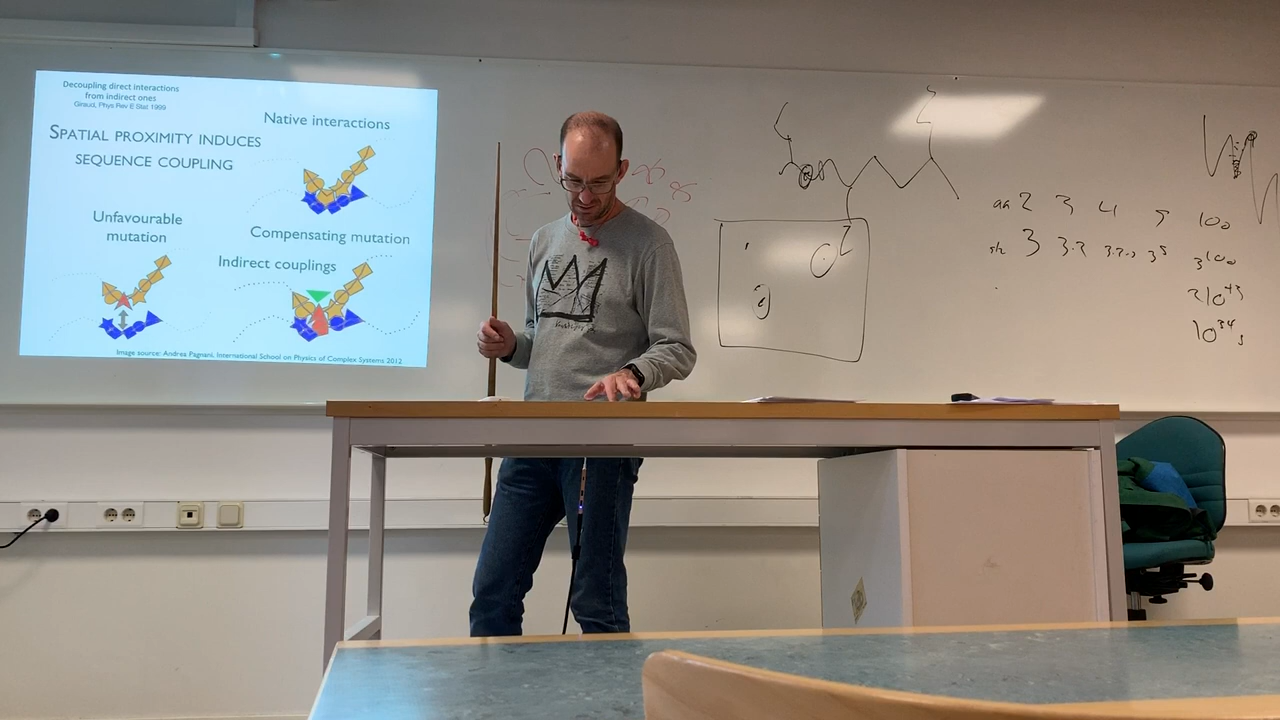 Decoupling direct interactions
from indirect ones
Giraud, Phys Rev E Stat 1999
SPATIAL PROXIMITY INDUCES
SEQUENCE COUPLING
Native interactions
Unfavourable
mutation
Compensating mutation
Indirect couplings
Image source: Andrea Pagnani, International School on Physics of Complex Systems 2012
aa 2 3 4 5 100
3 3·3 3·3·3 3⁵ 3¹⁰⁰
10³⁴ s